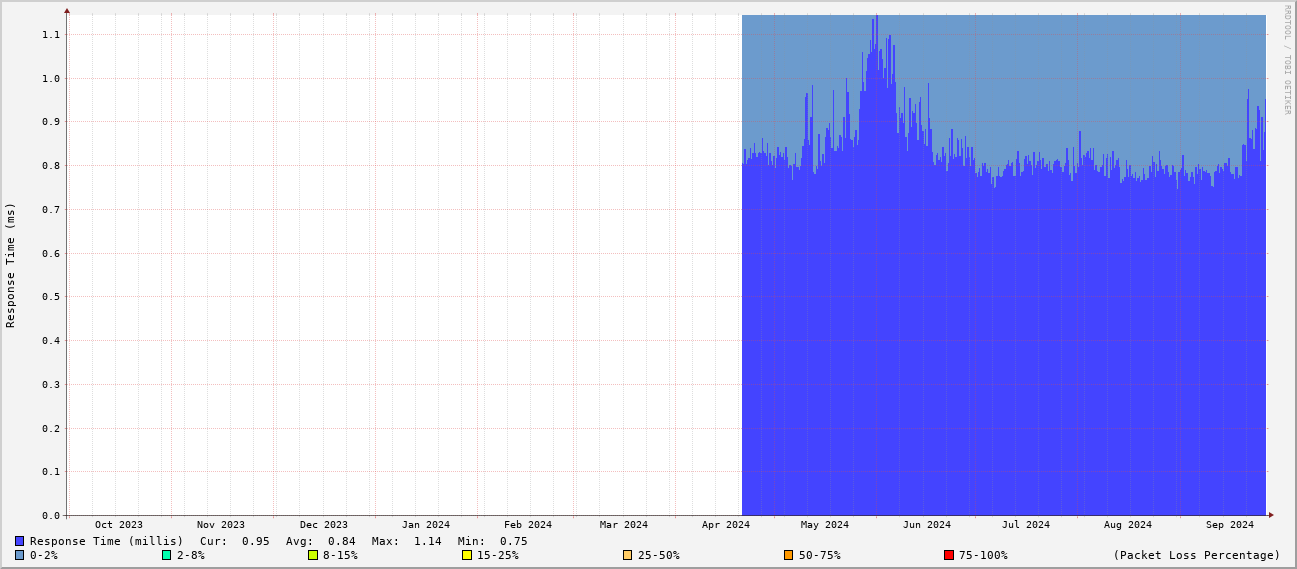 RRDTOOL / TOBI OETIKER
Response Time (ms)
1.1
1.0
0.9
0.8
0.7
0.6
0.5
0.4
0.3
0.2
0.1
0.0
Oct 2023 Nov 2023 Dec 2023 Jan 2024 Feb 2024 Mar 2024 Apr 2024 May 2024 Jun 2024 Jul 2024 Aug 2024 Sep 2024
Response Time (millis) Cur: 0.95 Avg: 0.84 Max: 1.14 Min: 0.75
0-2% 2-8% 8-15% 15-25% 25-50% 50-75% 75-100% (Packet Loss Percentage)